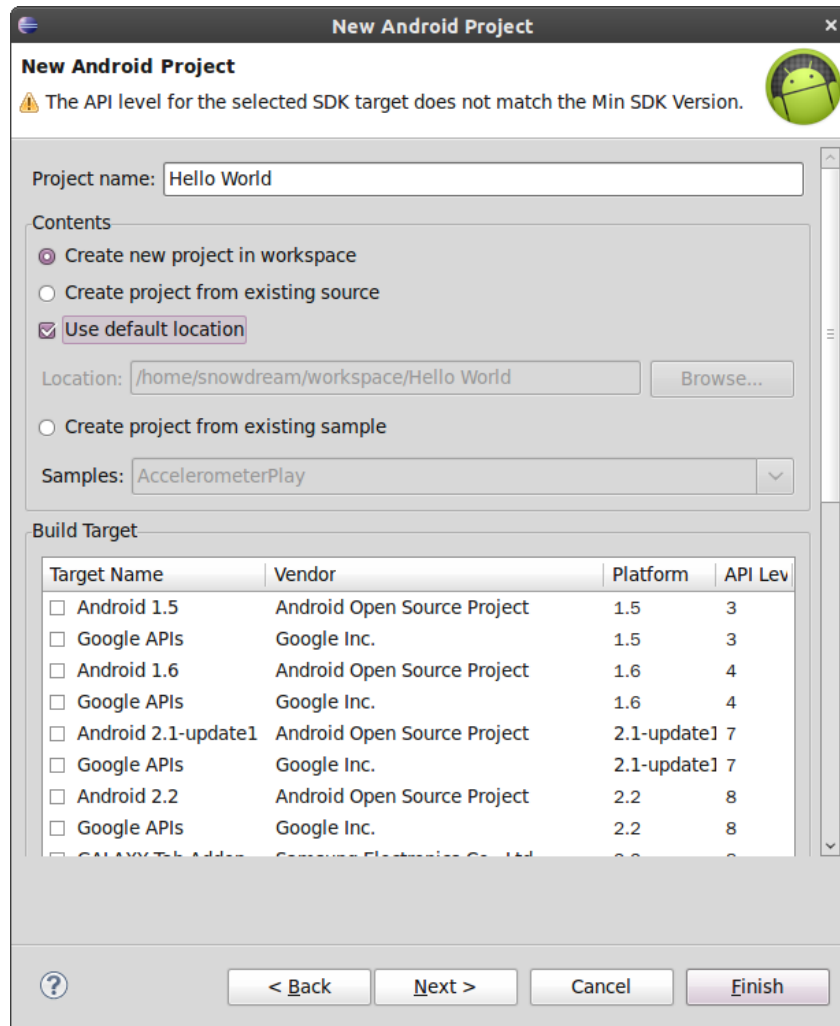 New Android Project
New Android Project
The API level for the selected SDK target does not match the Min SDK Version.
Project name: Hello World
Contents
Create new project in workspace
Create project from existing source
Use default location
Location: /home/snowdream/workspace/Hello World Browse...
Create project from existing sample
Samples: AccelerometerPlay
Build Target
Target Name Vendor Platform API Lev
Android 1.5 Android Open Source Project 1.5 3
Google APIs Google Inc. 1.5 3
Android 1.6 Android Open Source Project 1.6 4
Google APIs Google Inc. 1.6 4
Android 2.1-update1 Android Open Source Project 2.1-update1 7
Google APIs Google Inc. 2.1-update1 7
Android 2.2 Android Open Source Project 2.2 8
Google APIs Google Inc. 2.2 8
< Back Next > Cancel Finish